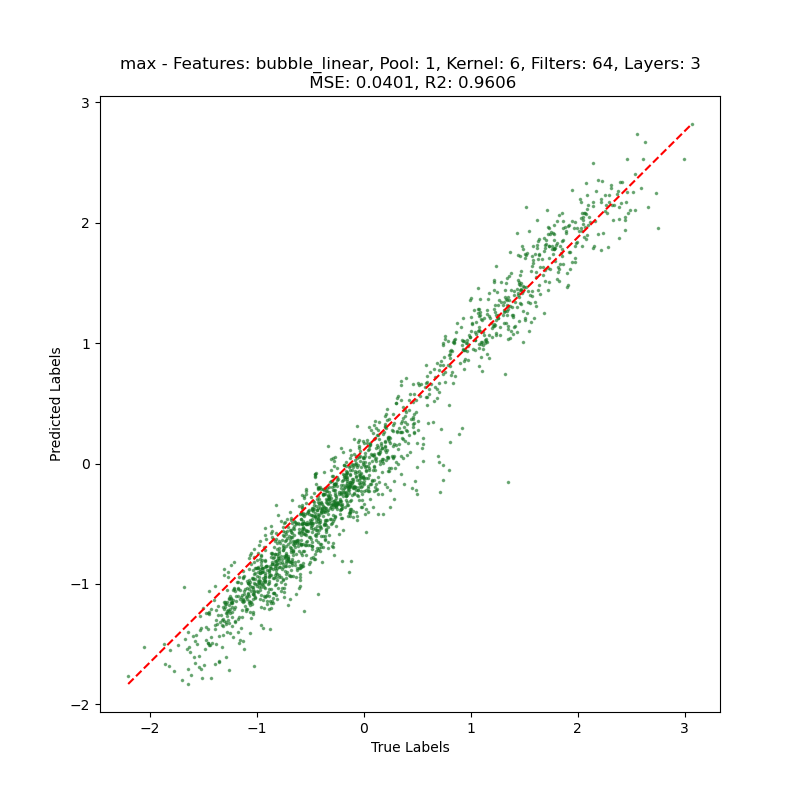 max - Features: bubble_linear, Pool: 1, Kernel: 6, Filters: 64, Layers: 3
MSE: 0.0401, R2: 0.9606
3
2
1
0
−1
−2
Predicted Labels
−2 −1 0 1 2 3
True Labels